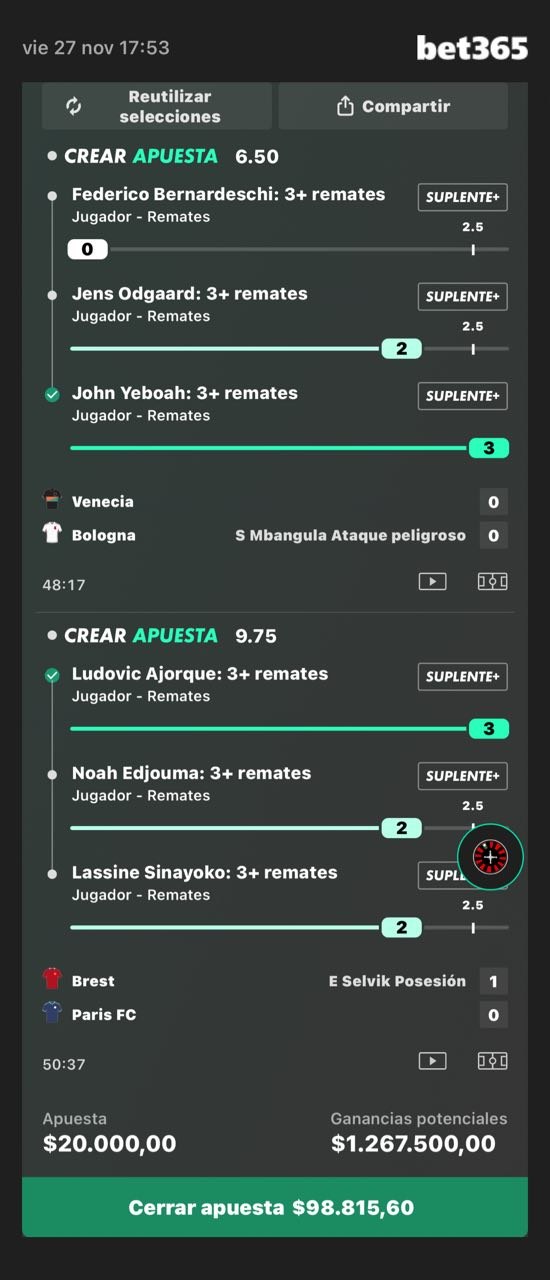 vie 27 nov 17:53
bet365
Reutilizar
selecciones
Compartir
CREAR APUESTA 6.50
Federico Bernardeschi: 3+ remates
SUPLENTE+
Jugador - Remates
2.5
0
Jens Odgaard: 3+ remates
SUPLENTE+
Jugador - Remates
2.5
2
John Yeboah: 3+ remates
SUPLENTE+
Jugador - Remates
3
Venecia 0
Bologna S Mbangula Ataque peligroso 0
48:17
CREAR APUESTA 9.75
Ludovic Ajorque: 3+ remates
SUPLENTE+
Jugador - Remates
3
Noah Edjouma: 3+ remates
SUPLENTE+
Jugador - Remates
2.5
2
Lassine Sinayoko: 3+ remates
Jugador - Remates
2.5
2
Brest E Selvik Posesión 1
Paris FC 0
50:37
Apuesta Ganancias potenciales
$20.000,00 $1.267.500,00
Cerrar apuesta $98.815,60